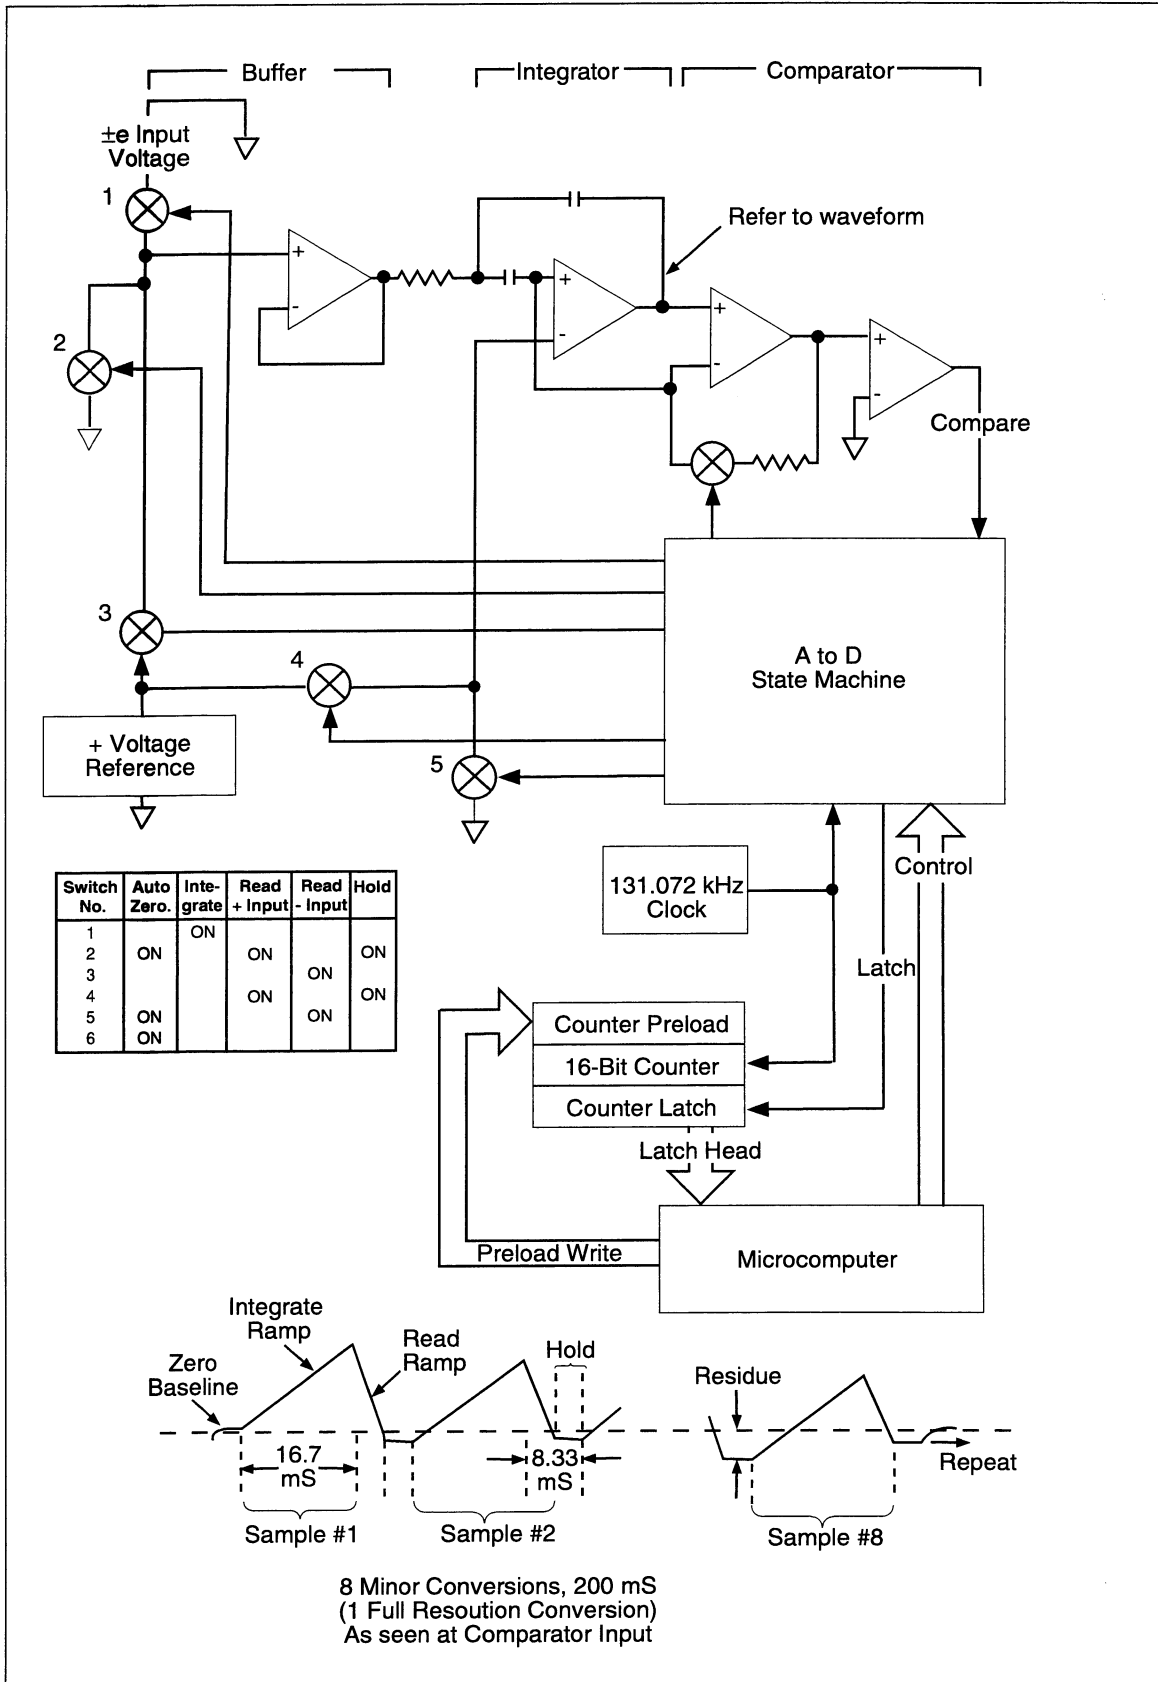 Buffer
Integrator
Comparator
±e Input
Voltage
1
+
-
Refer to waveform
+
-
+
-
+
-
2
Compare
3
4
5
+ Voltage
Reference
A to D
State Machine
131.072 kHz
Clock
Control
Latch
Switch No. Auto Zero. Inte-grate Read + Input Read - Input Hold
1 ON
2 ON ON ON
3 ON
4 ON ON
5 ON ON
6 ON
Counter Preload
16-Bit Counter
Counter Latch
Latch Head
Preload Write
Microcomputer
Integrate
Ramp
Read
Ramp
Hold
Zero
Baseline
Residue
16.7
mS
8.33
mS
Repeat
Sample #1
Sample #2
Sample #8
8 Minor Conversions, 200 mS
(1 Full Resoution Conversion)
As seen at Comparator Input